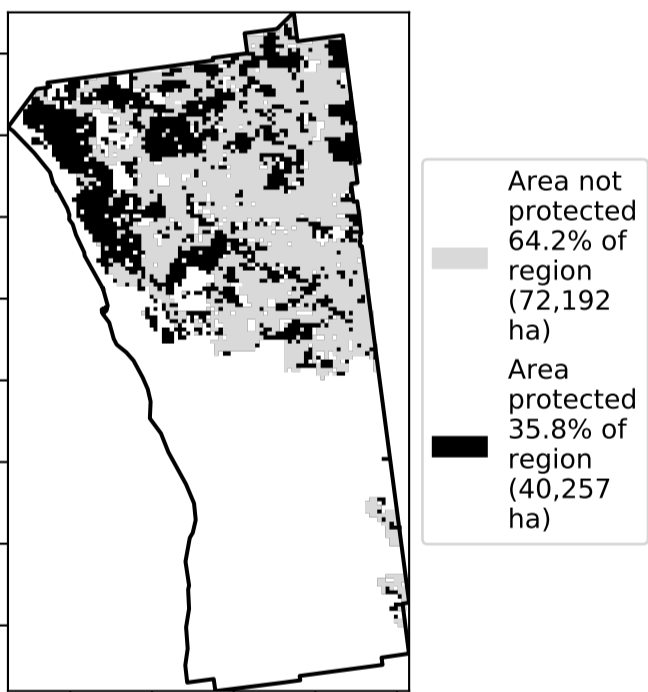 Area not
protected
64.2% of
region
(72,192
ha)
Area
protected
35.8% of
region
(40,257
ha)